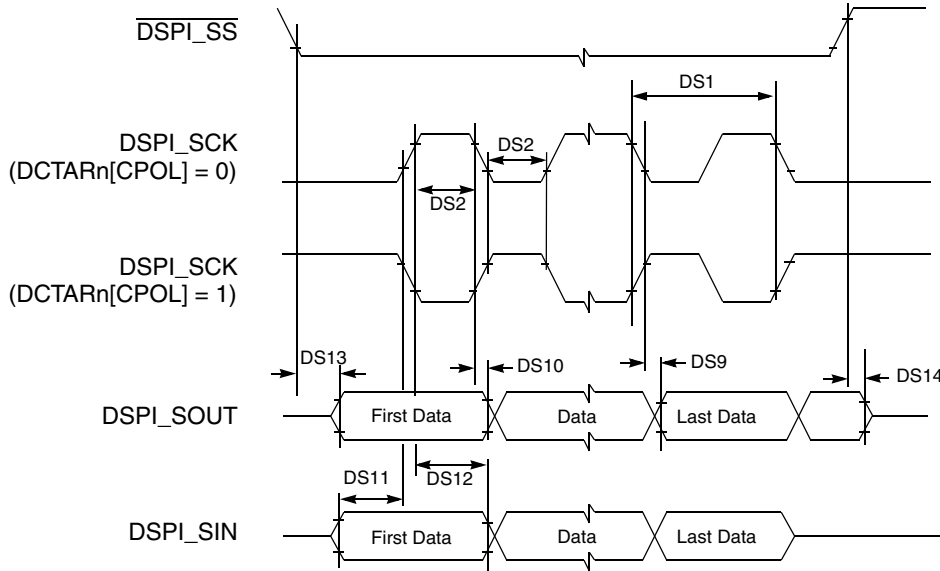 DSPI_SS
DS1
DSPI_SCK
(DCTARn[CPOL] = 0)
DS2
DS2
DSPI_SCK
(DCTARn[CPOL] = 1)
DS13
DS10
DS9
DS14
DSPI_SOUT
First Data
Data
Last Data
DS11
DS12
DSPI_SIN
First Data
Data
Last Data